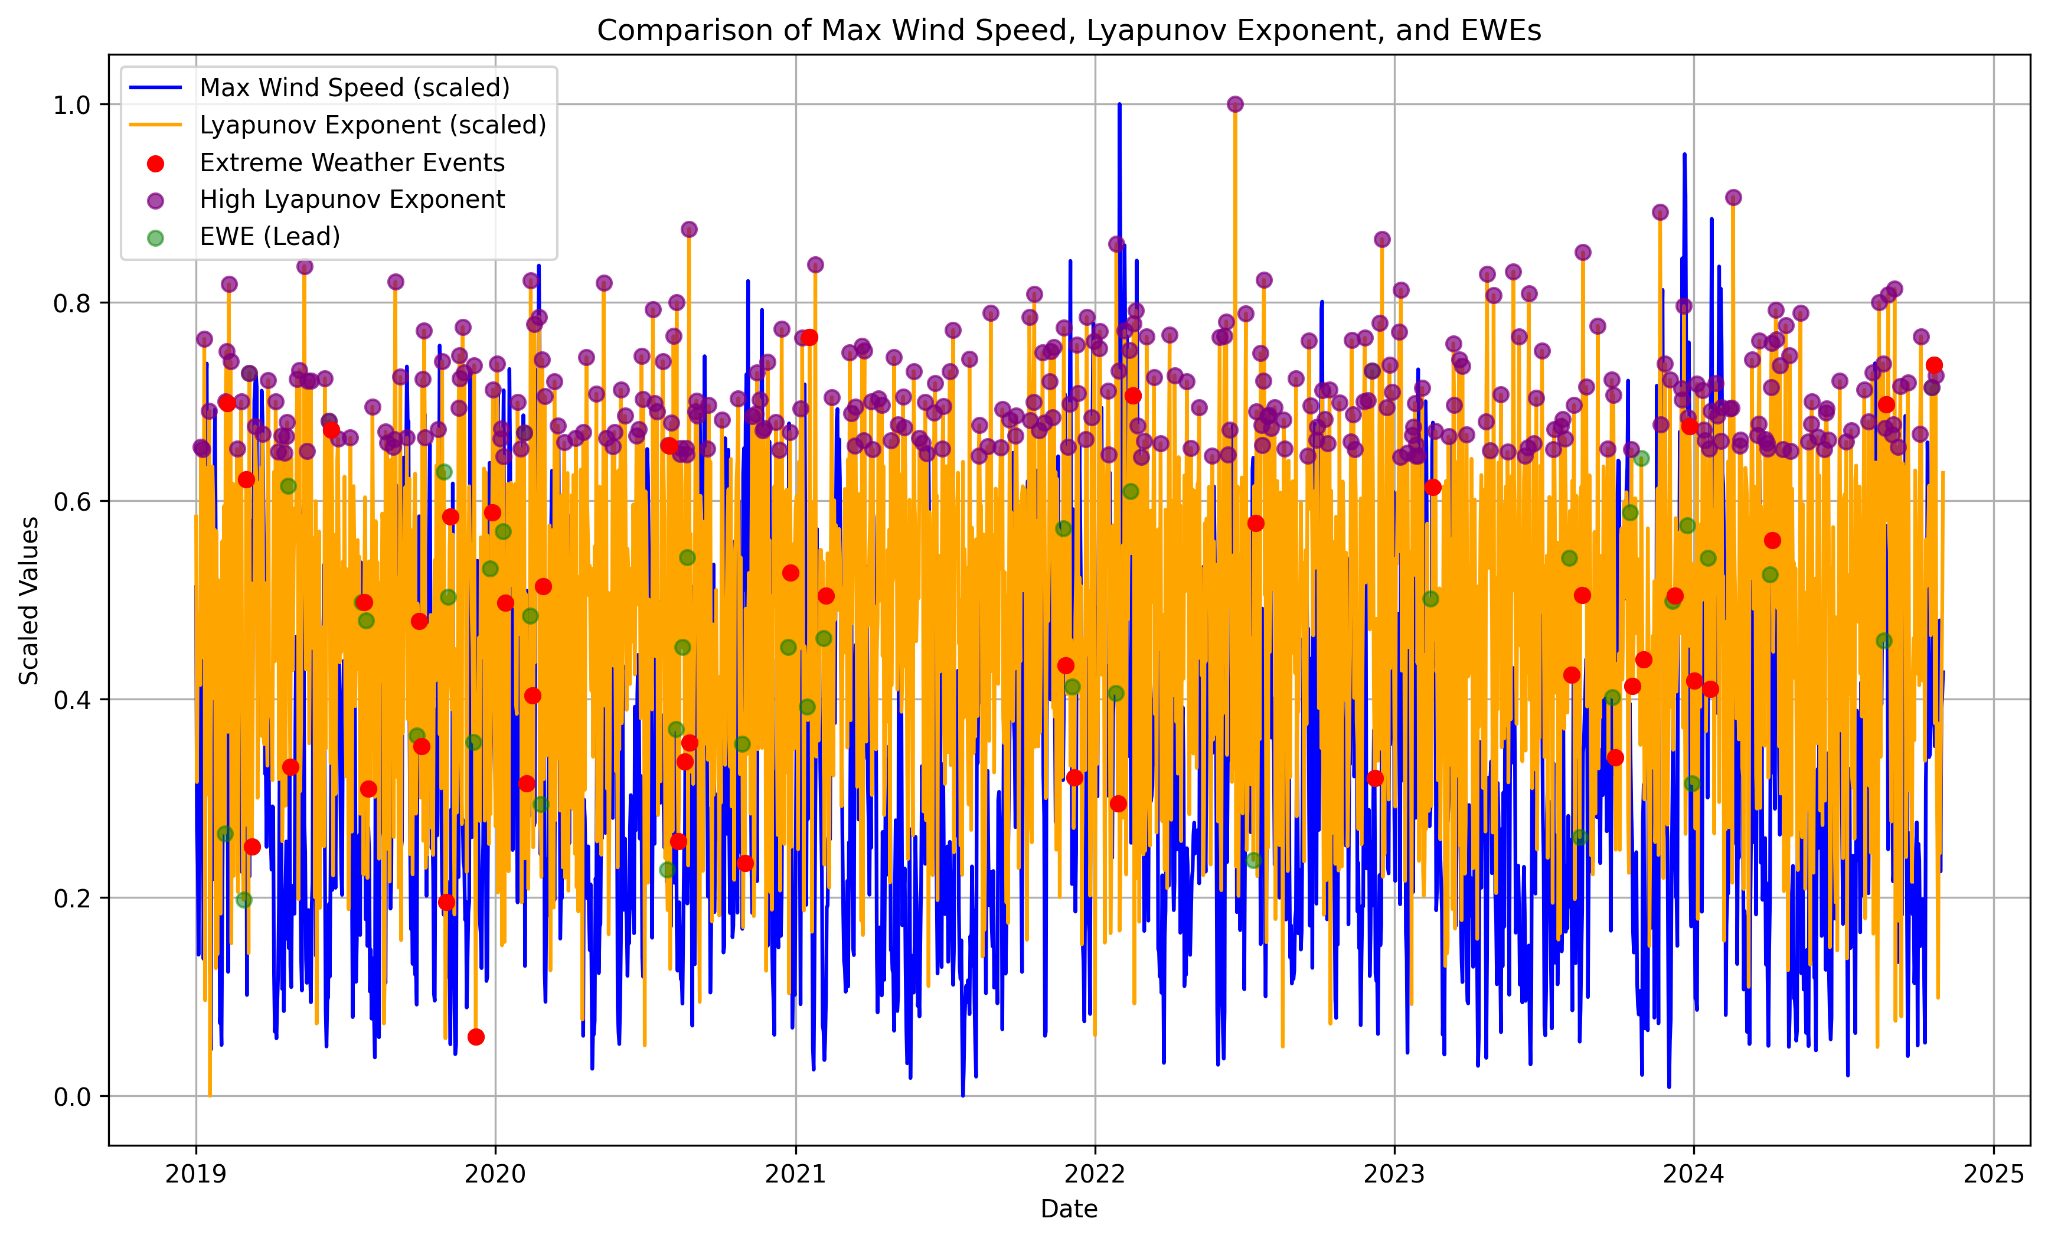 Comparison of Max Wind Speed, Lyapunov Exponent, and EWEs
Max Wind Speed (scaled)
Lyapunov Exponent (scaled)
Extreme Weather Events
High Lyapunov Exponent
EWE (Lead)
1.0
0.8
0.6
0.4
0.2
0.0
Scaled Values
2019 2020 2021 2022 2023 2024 2025
Date